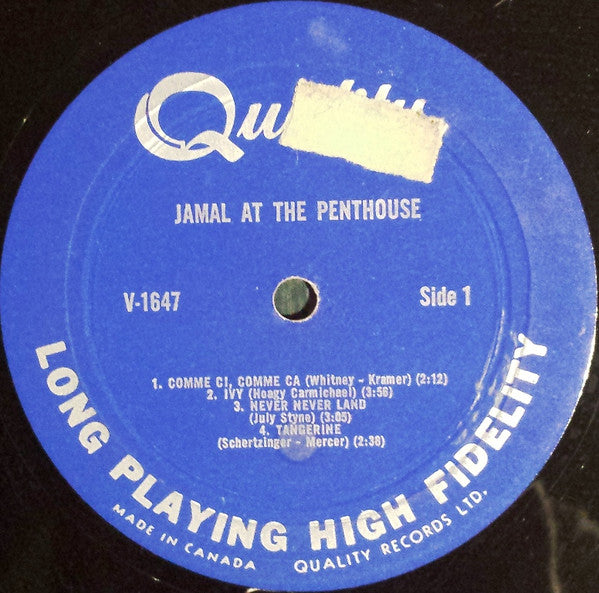 JAMAL AT THE PENTHOUSE
V-1647
Side 1
1. COMME CI, COMME CA (Whitney - Kramer) (2:12)
2. IVY (Hoagy Carmichael) (3:56)
3. NEVER NEVER LAND
(July Styne) (3:05)
4. TANGERINE
(Schertzinger - Mercer) (2:38)
LONG PLAYING HIGH FIDELITY
MADE IN CANADA QUALITY RECORDS LTD.